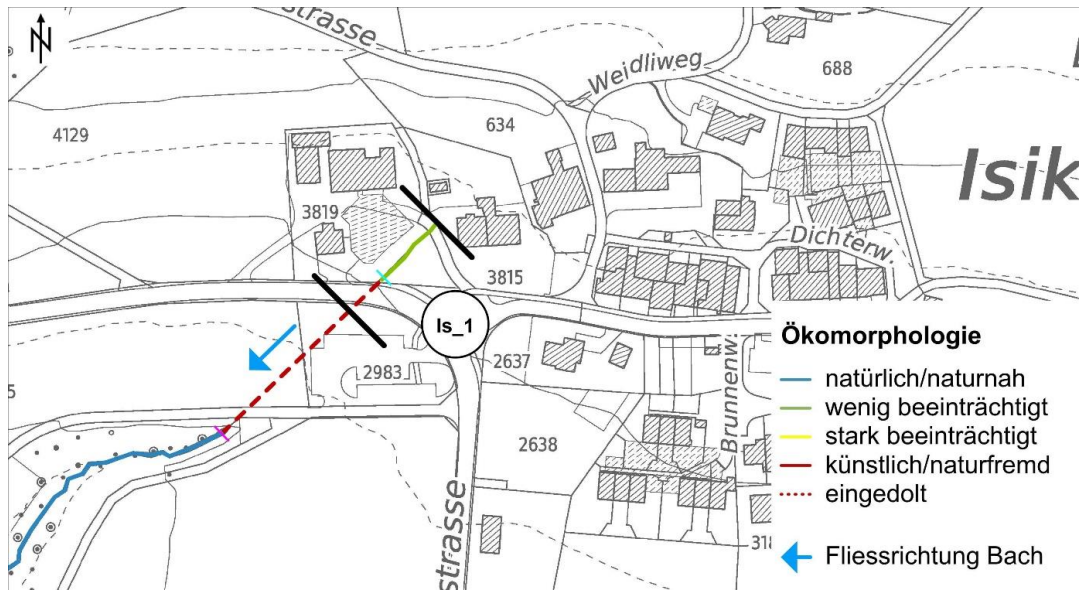 N
strasse
Weidliweg
688
4129
634
Isik
3819
Dichterw.
3815
Is_1
2637
2983
5
Brunnenw.
2638
strasse
318
Ökomorphologie
natürlich/naturnah
wenig beeinträchtigt
stark beeinträchtigt
künstlich/naturfremd
eingedolt
Fliessrichtung Bach